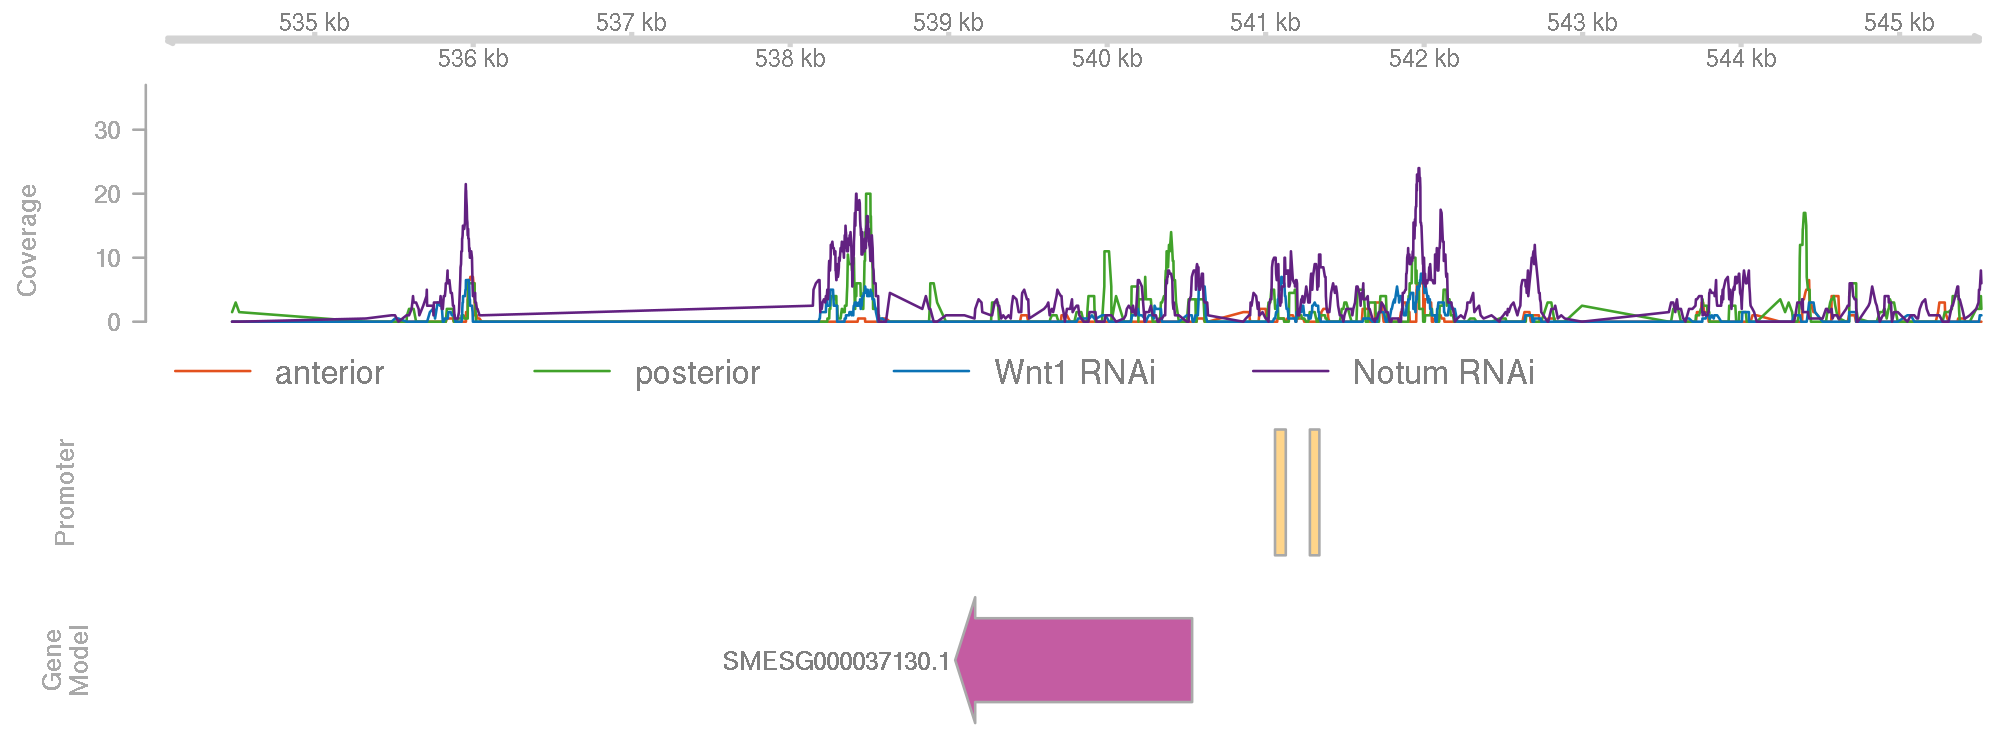 535 kb 537 kb 539 kb 541 kb 543 kb 545 kb
536 kb 538 kb 540 kb 542 kb 544 kb
Coverage
30
20
10
0
anterior posterior Wnt1 RNAi Notum RNAi
Promoter
Gene
Model
SMESG000037130.1